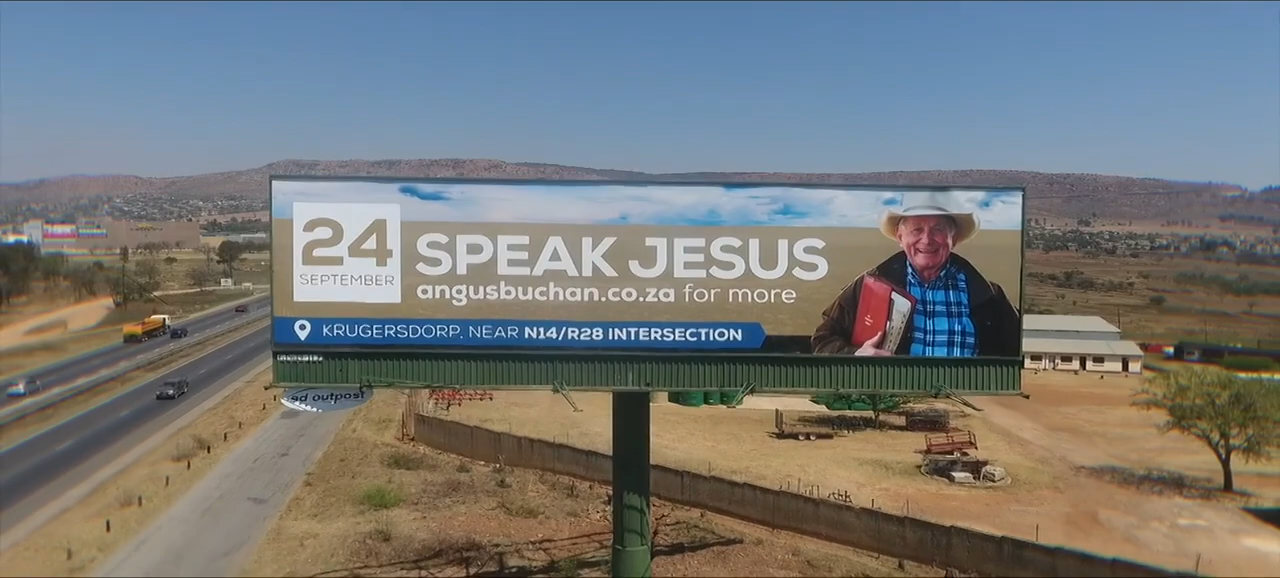 24
SEPTEMBER
SPEAK JESUS
angusbuchan.co.za for more
KRUGERSDORP, NEAR N14/R28 INTERSECTION
ad outpost